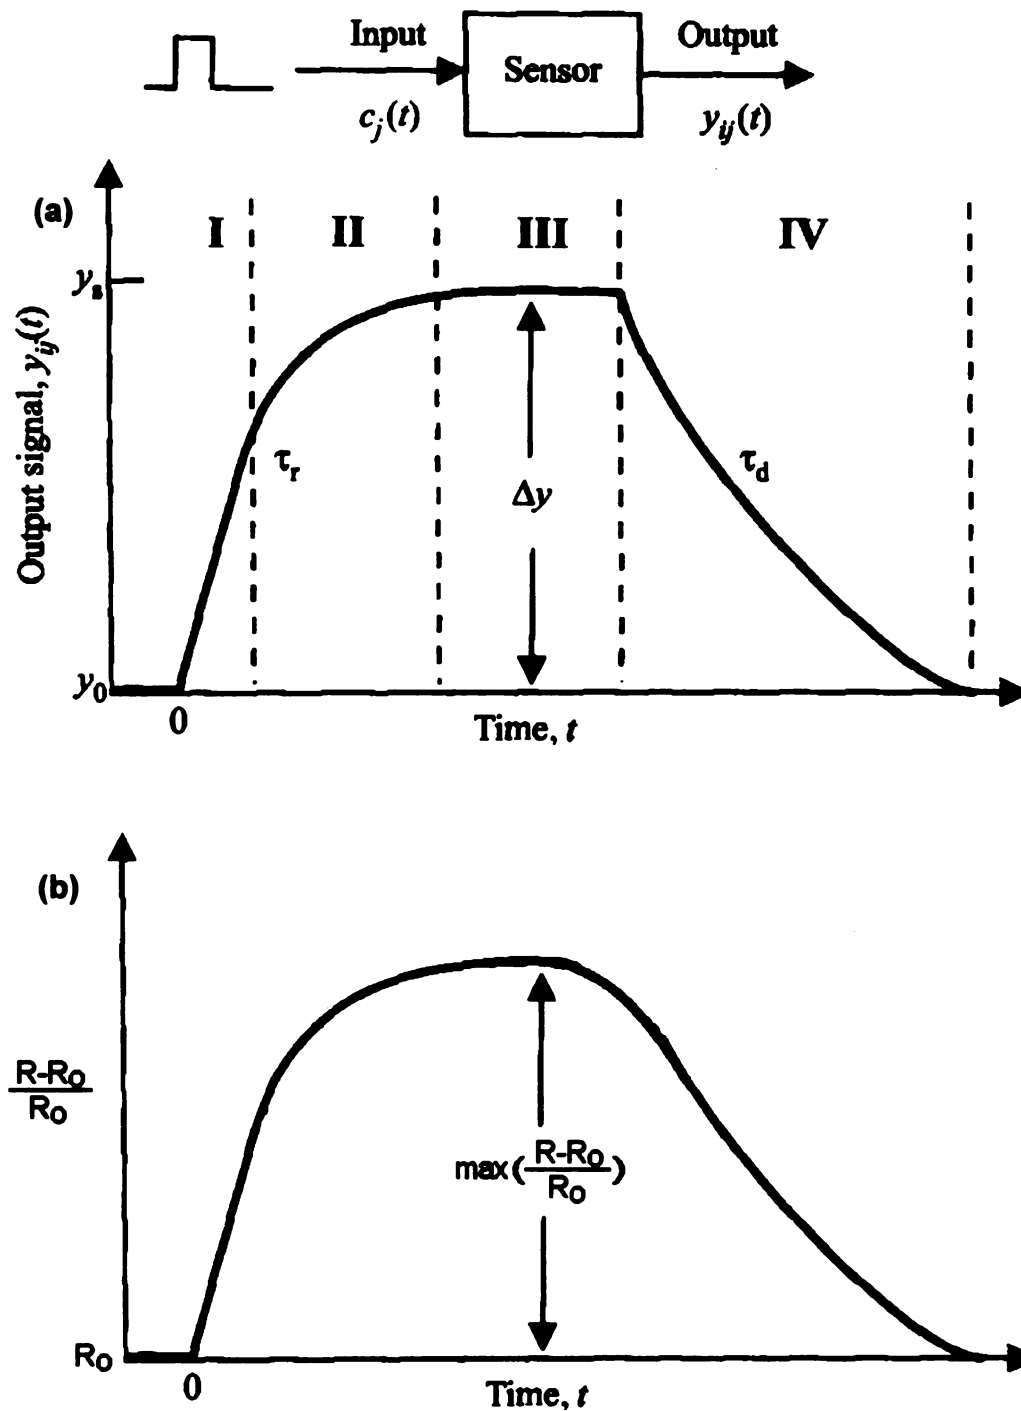 Input
Sensor
Output
c_j(t)
y_ij(t)
(a)
I
II
III
IV
y_s
Output signal, y_ij(t)
τ_r
Δy
τ_d
y_0
0
Time, t
(b)
R-R_O
R_O
max(R-R_O
R_O)
R_O
0
Time, t